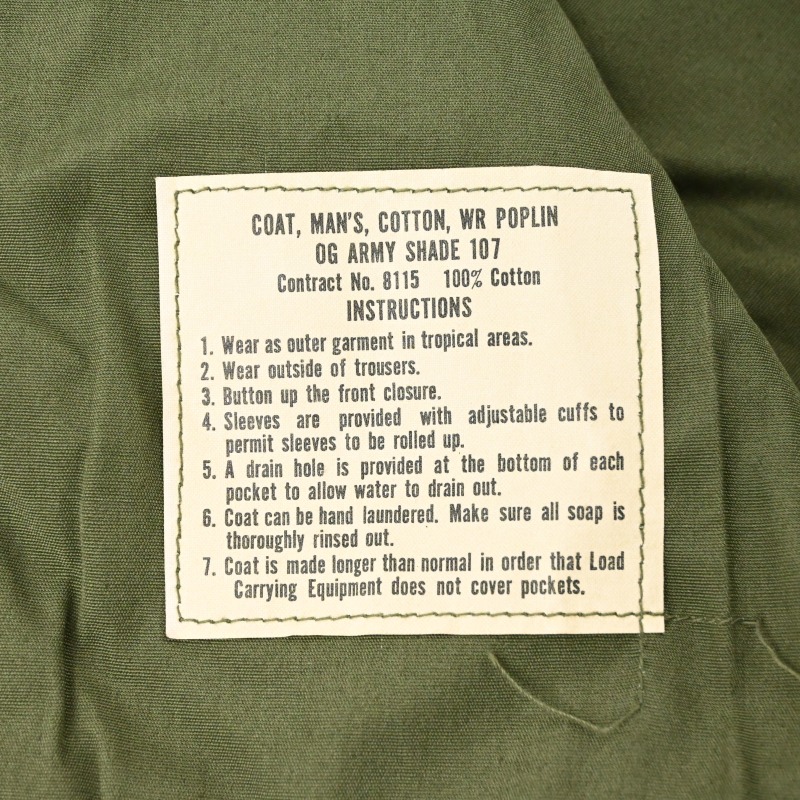 COAT, MAN'S, COTTON, WR POPLIN
OG ARMY SHADE 107
Contract No. 8115 100% Cotton
INSTRUCTIONS
1. Wear as outer garment in tropical areas.
2. Wear outside of trousers.
3. Button up the front closure.
4. Sleeves are provided with adjustable cuffs to
permit sleeves to be rolled up.
5. A drain hole is provided at the bottom of each
pocket to allow water to drain out.
6. Coat can be hand laundered. Make sure all soap is
thoroughly rinsed out.
7. Coat is made longer than normal in order that Load
Carrying Equipment does not cover pockets.